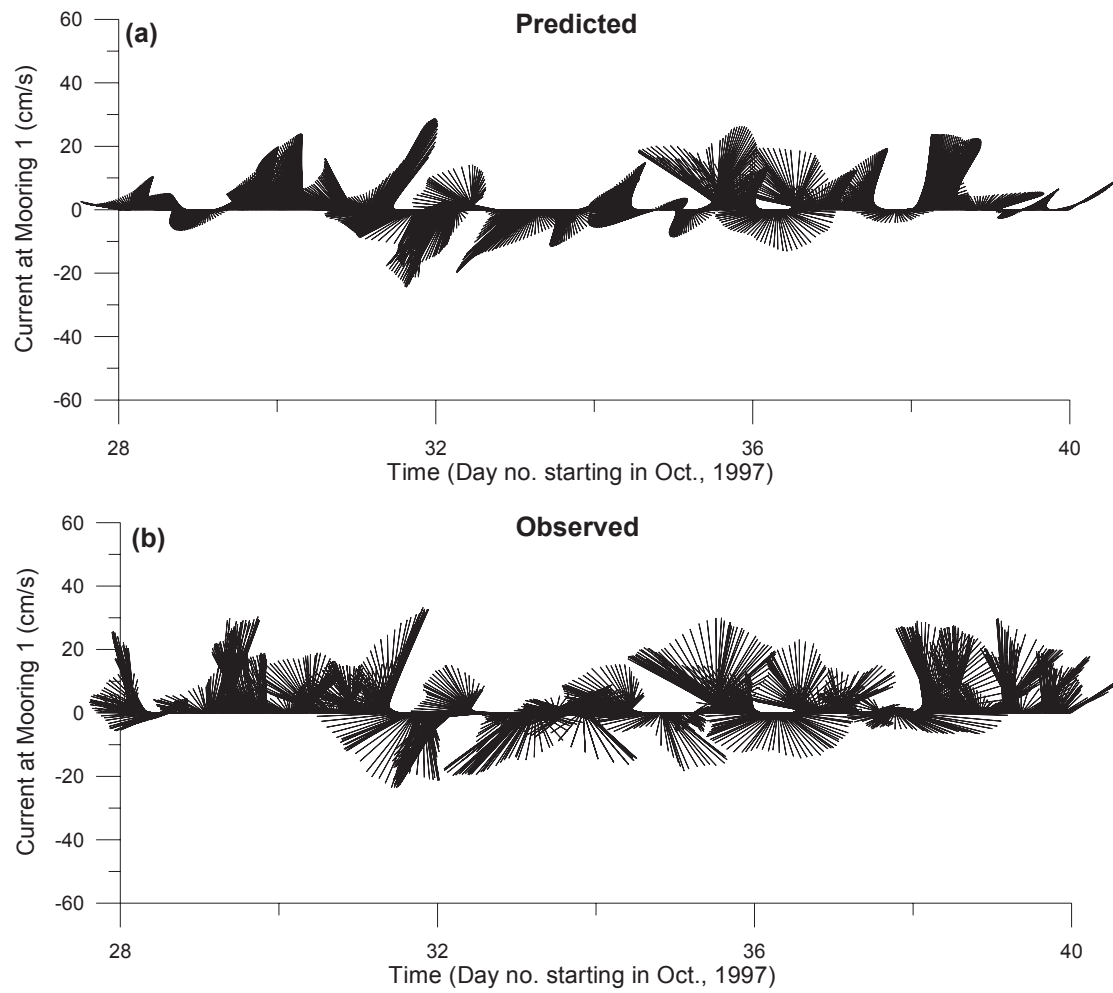 Predicted
(a)
60
40
20
0
-20
-40
-60
Current at Mooring 1 (cm/s)
28 32 36 40
Time (Day no. starting in Oct., 1997)
Observed
(b)
60
40
20
0
-20
-40
-60
Current at Mooring 1 (cm/s)
28 32 36 40
Time (Day no. starting in Oct., 1997)